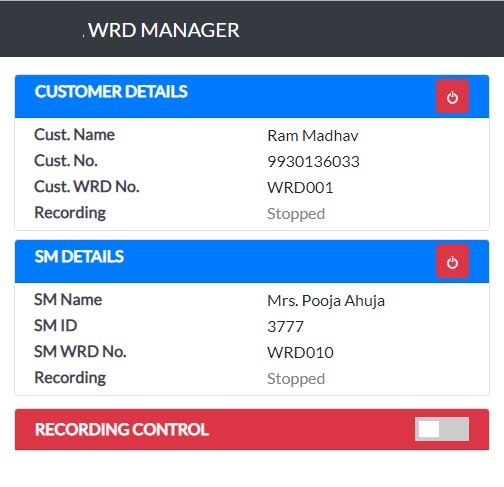 . WRD MANAGER
CUSTOMER DETAILS
Cust. Name Ram Madhav
Cust. No. 9930136033
Cust. WRD No. WRD001
Recording Stopped
SM DETAILS
SM Name Mrs. Pooja Ahuja
SM ID 3777
SM WRD No. WRD010
Recording Stopped
RECORDING CONTROL